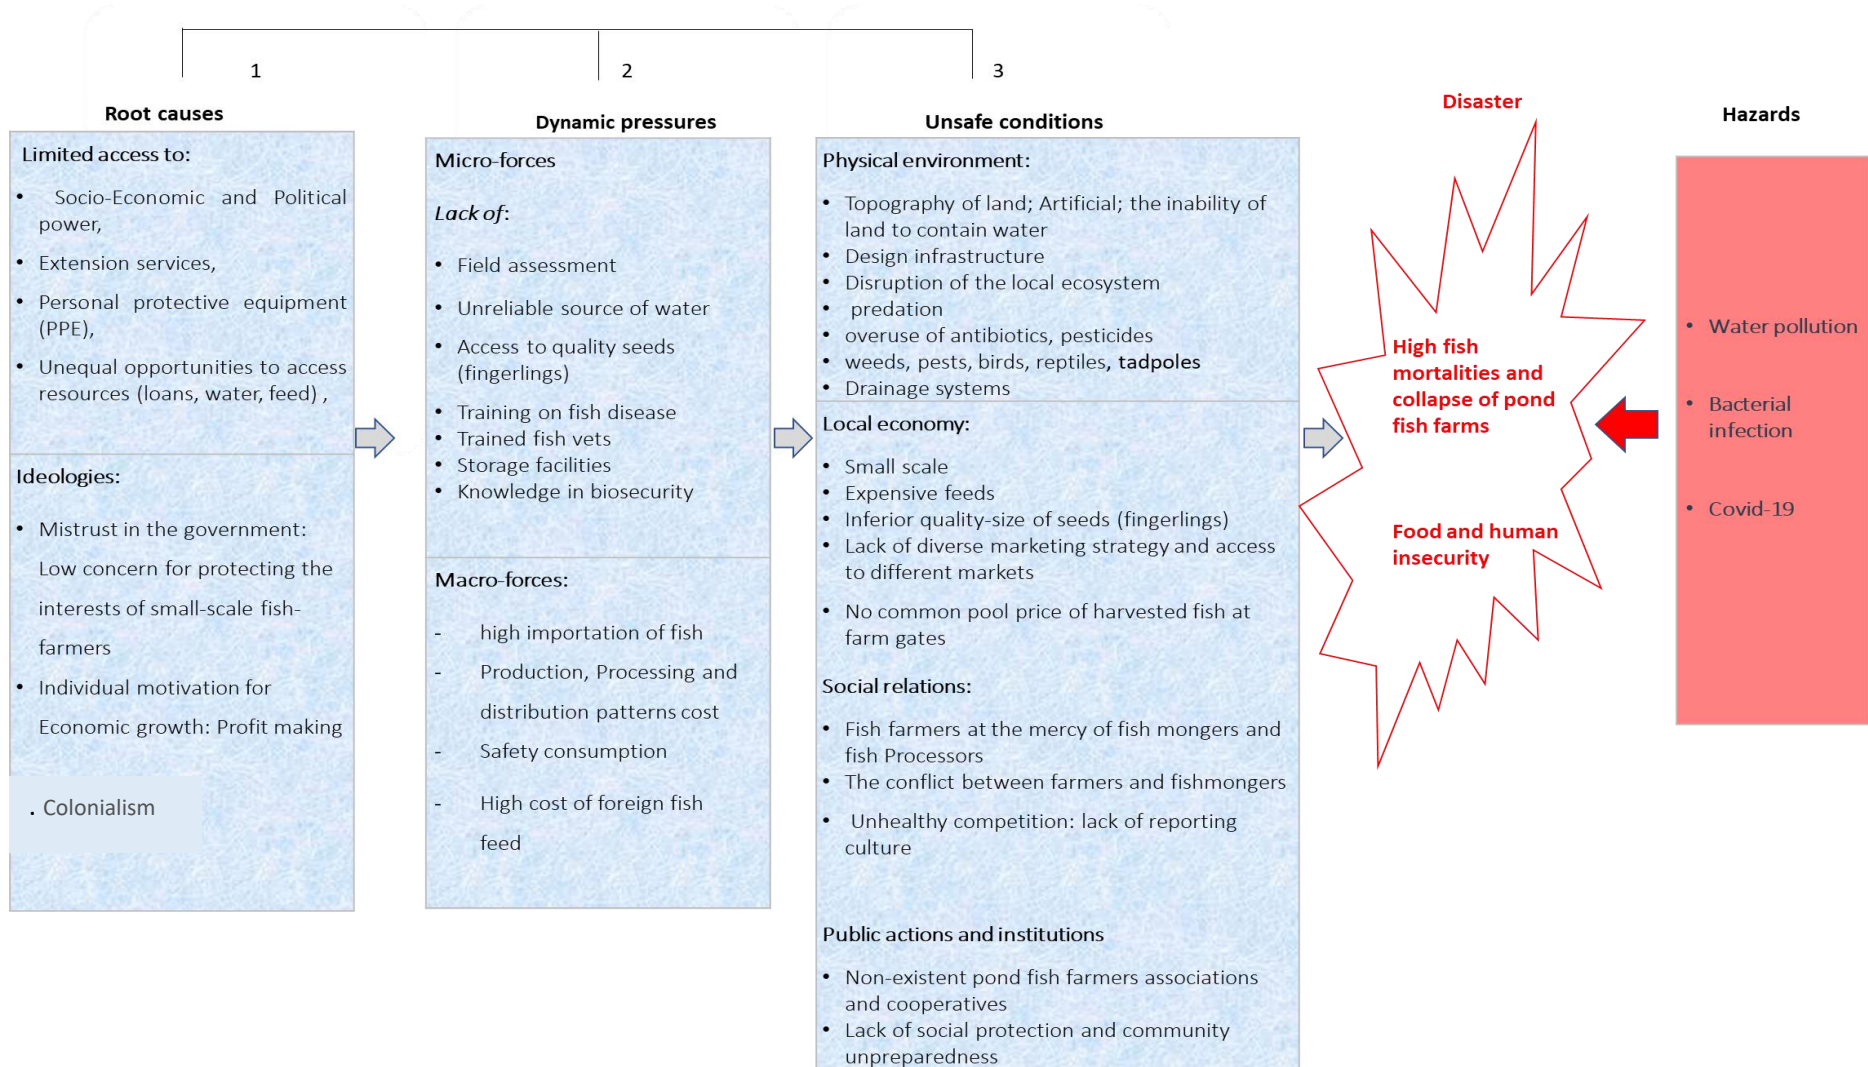 1
2
3
Root causes
Limited access to:
• Socio-Economic and Political
power,
• Extension services,
• Personal protective equipment
(PPE),
• Unequal opportunities to access
resources (loans, water, feed) ,
Ideologies:
• Mistrust in the government:
Low concern for protecting the
interests of small-scale fish-
farmers
• Individual motivation for
Economic growth: Profit making
. Colonialism
Dynamic pressures
Micro-forces
Lack of:
• Field assessment
• Unreliable source of water
• Access to quality seeds
(fingerlings)
• Training on fish disease
• Trained fish vets
• Storage facilities
• Knowledge in biosecurity
Macro-forces:
- high importation of fish
- Production, Processing and
distribution patterns cost
- Safety consumption
- High cost of foreign fish
feed
Unsafe conditions
Physical environment:
• Topography of land; Artificial; the inability of
land to contain water
• Design infrastructure
• Disruption of the local ecosystem
• predation
• overuse of antibiotics, pesticides
• weeds, pests, birds, reptiles, tadpoles
• Drainage systems
Local economy:
• Small scale
• Expensive feeds
• Inferior quality-size of seeds (fingerlings)
• Lack of diverse marketing strategy and access
to different markets
• No common pool price of harvested fish at
farm gates
Social relations:
• Fish farmers at the mercy of fish mongers and
fish Processors
• The conflict between farmers and fishmongers
• Unhealthy competition: lack of reporting
culture
Public actions and institutions
• Non-existent pond fish farmers associations
and cooperatives
• Lack of social protection and community
unpreparedness
Disaster
High fish
mortalities and
collapse of pond
fish farms
Food and human
insecurity
Hazards
• Water pollution
• Bacterial
infection
• Covid-19